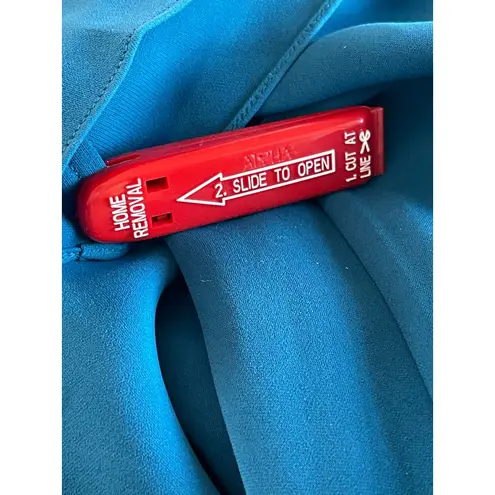 HOME
REMOVAL
2. SLIDE TO OPEN
1. CUT AT
LINE